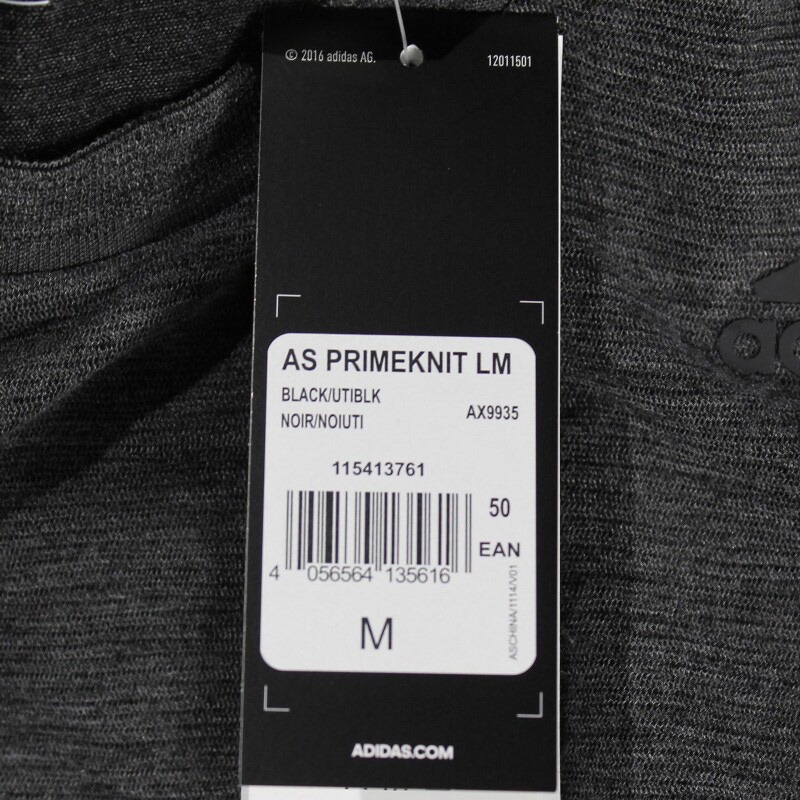 © 2016 adidas AG.
12011501
AS PRIMEKNIT LM
BLACK/UTIBLK
NOIR/NOIUTI
AX9935
115413761
50
EAN
4 056564 135616
M
ASCHINA/1114/V01
ADIDAS.COM